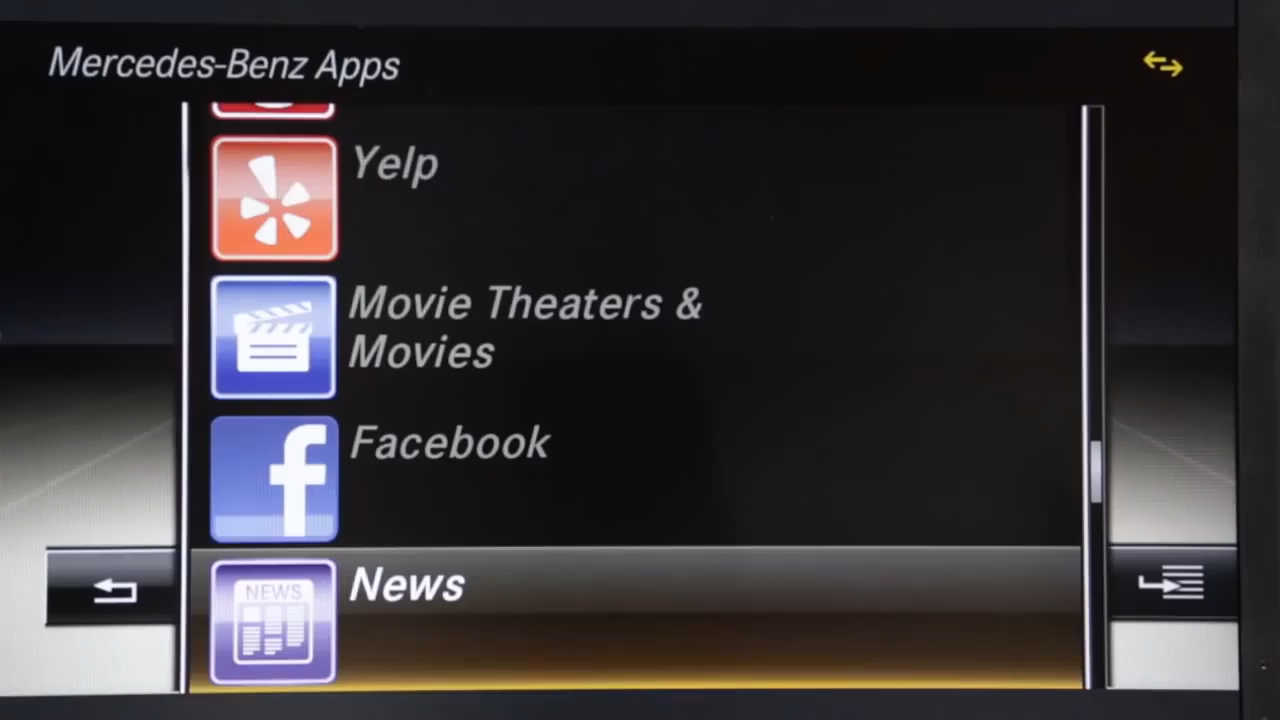 Mercedes-Benz Apps
Yelp
Movie Theaters &
Movies
Facebook
NEWS
News